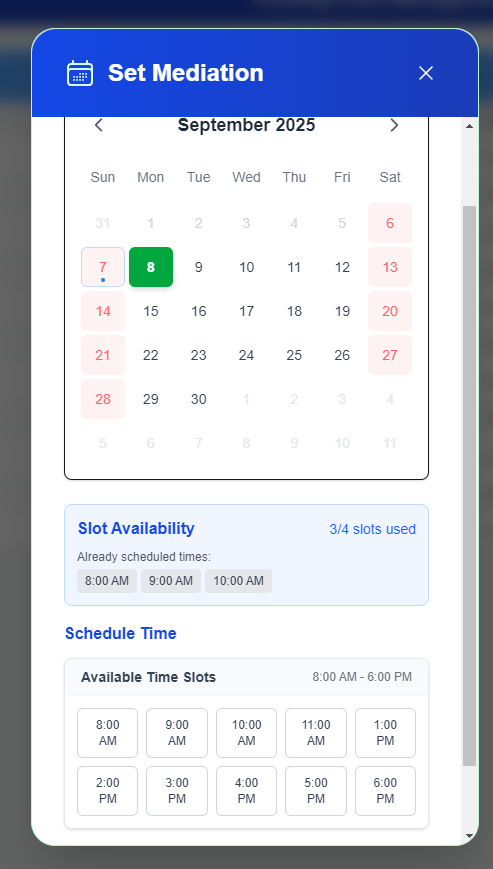 Set Mediation
September 2025
Sun Mon Tue Wed Thu Fri Sat
31 1 2 3 4 5 6
7 8 9 10 11 12 13
14 15 16 17 18 19 20
21 22 23 24 25 26 27
28 29 30 1 2 3 4
5 6 7 8 9 10 11
Slot Availability 3/4 slots used
Already scheduled times:
8:00 AM 9:00 AM 10:00 AM
Schedule Time
Available Time Slots 8:00 AM - 6:00 PM
8:00 9:00 10:00 11:00 1:00
AM AM AM AM PM
2:00 3:00 4:00 5:00 6:00
PM PM PM PM PM